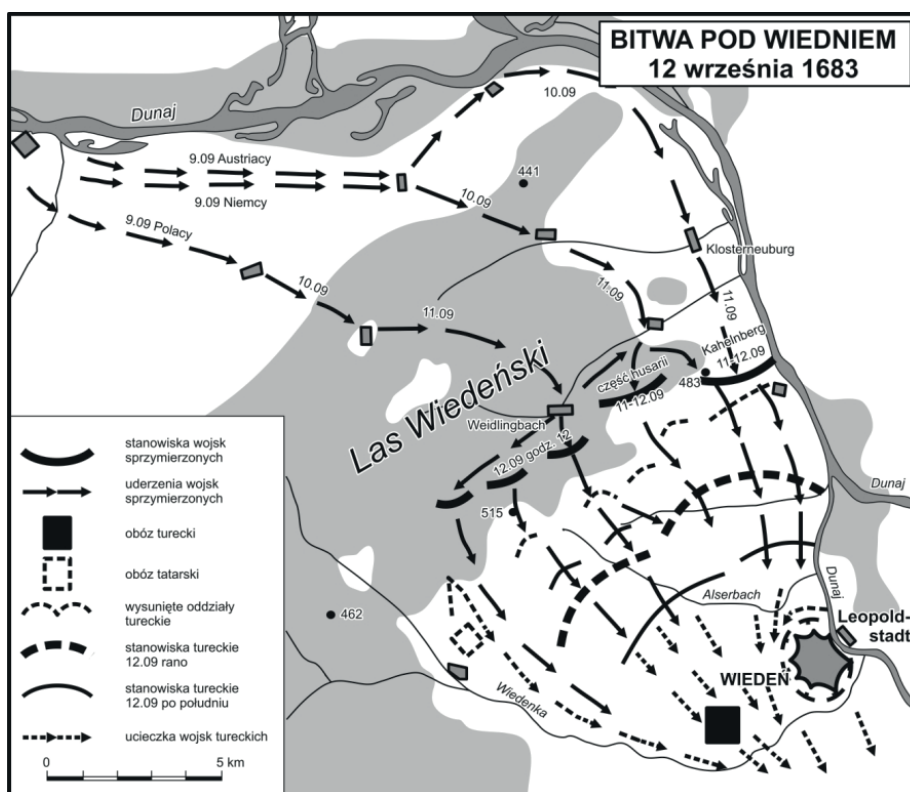 BITWA POD WIEDNIEM
12 września 1683
Dunaj
10.09
9.09 Austriacy
9.09 Niemcy
441
10.09
9.09 Polacy
Klosterneuburg
10.09
11.09
11.09
11.09
Kahelnberg
11-12.09
Las Wiedeński
część husarii
11-12.09
483
Weidlingbach
12.09 godz. 12
515
Dunaj
Dunaj
462
Alserbach
Leopold-
stadt
WIEDEŃ
Wiedenka
stanowiska wojsk
sprzymierzonych
uderzenia wojsk
sprzymierzonych
obóz turecki
obóz tatarski
wysunięte oddziały
tureckie
stanowiska tureckie
12.09 rano
stanowiska tureckie
12.09 po południu
ucieczka wojsk tureckich
0 5 km